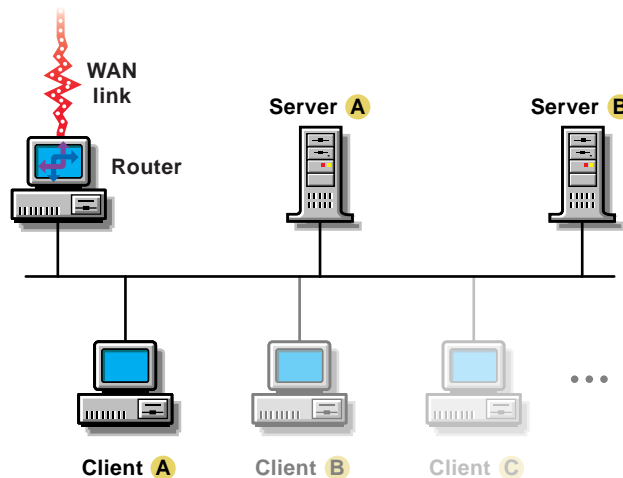 WAN
link
Server A
Server B
Router
Client A
Client B
Client C